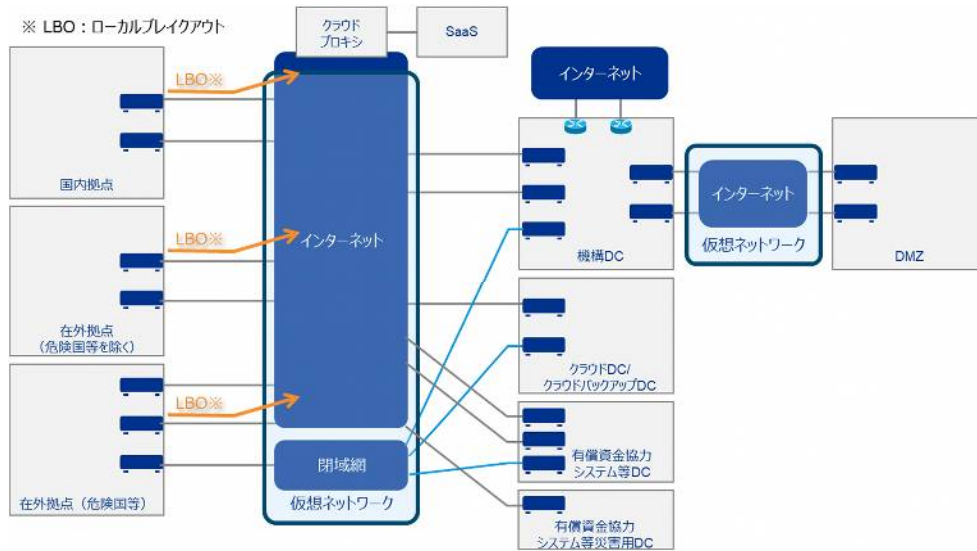 ※ LBO：ローカルブレイクアウト
クラウド
プロキシ
SaaS
LBO※
国内拠点
LBO※
在外拠点
（危険国等を除く）
LBO※
在外拠点（危険国等）
インターネット
閉域網
仮想ネットワーク
インターネット
機構DC
インターネット
仮想ネットワーク
DMZ
クラウドDC/
クラウドバックアップDC
有償資金協力
システム等DC
有償資金協力
システム等災害用DC